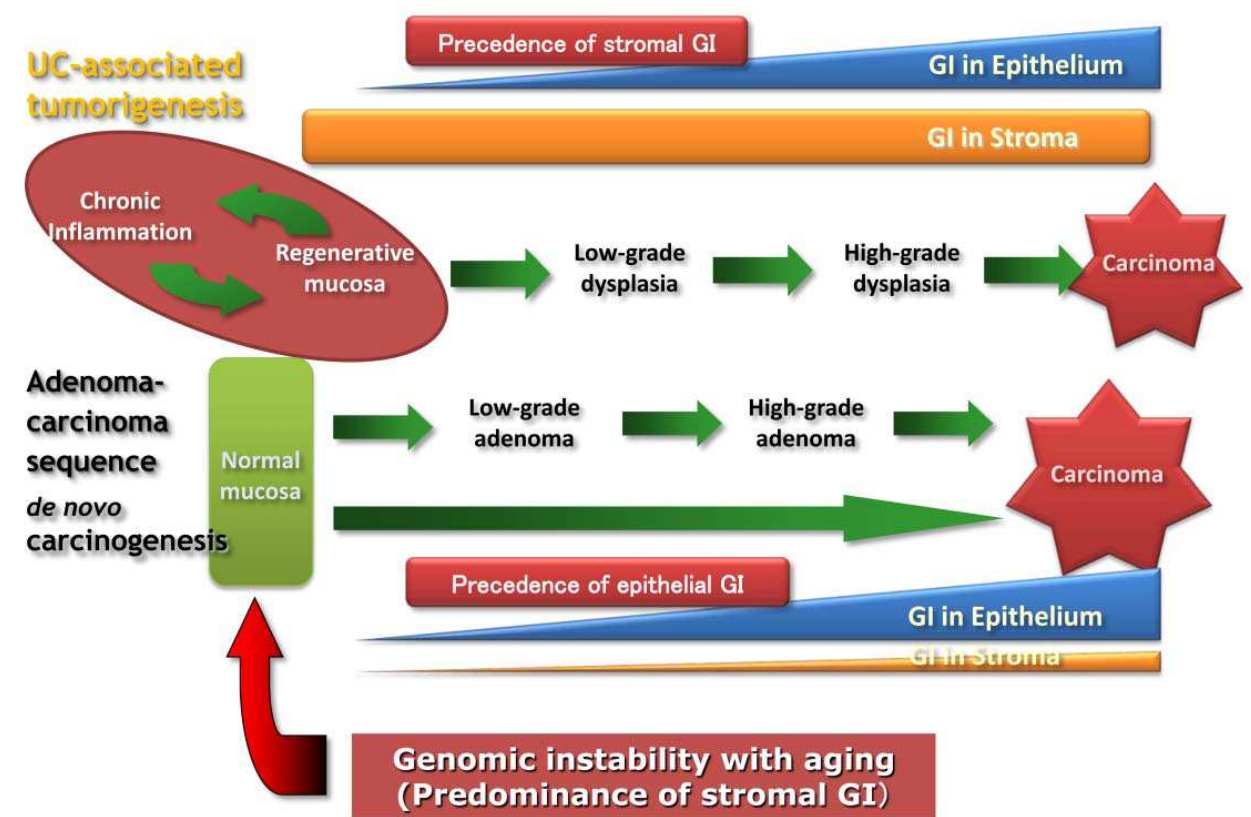 Precedence of stromal GI
GI in Epithelium
UC-associated
tumorigenesis
GI in Stroma
Chronic
Inflammation
Regenerative
mucosa
Low-grade
dysplasia
High-grade
dysplasia
Carcinoma
Adenoma-
carcinoma
sequence
de novo
carcinogenesis
Normal
mucosa
Low-grade
adenoma
High-grade
adenoma
Carcinoma
Precedence of epithelial GI
GI in Epithelium
GI in Stroma
Genomic instability with aging
(Predominance of stromal GI）